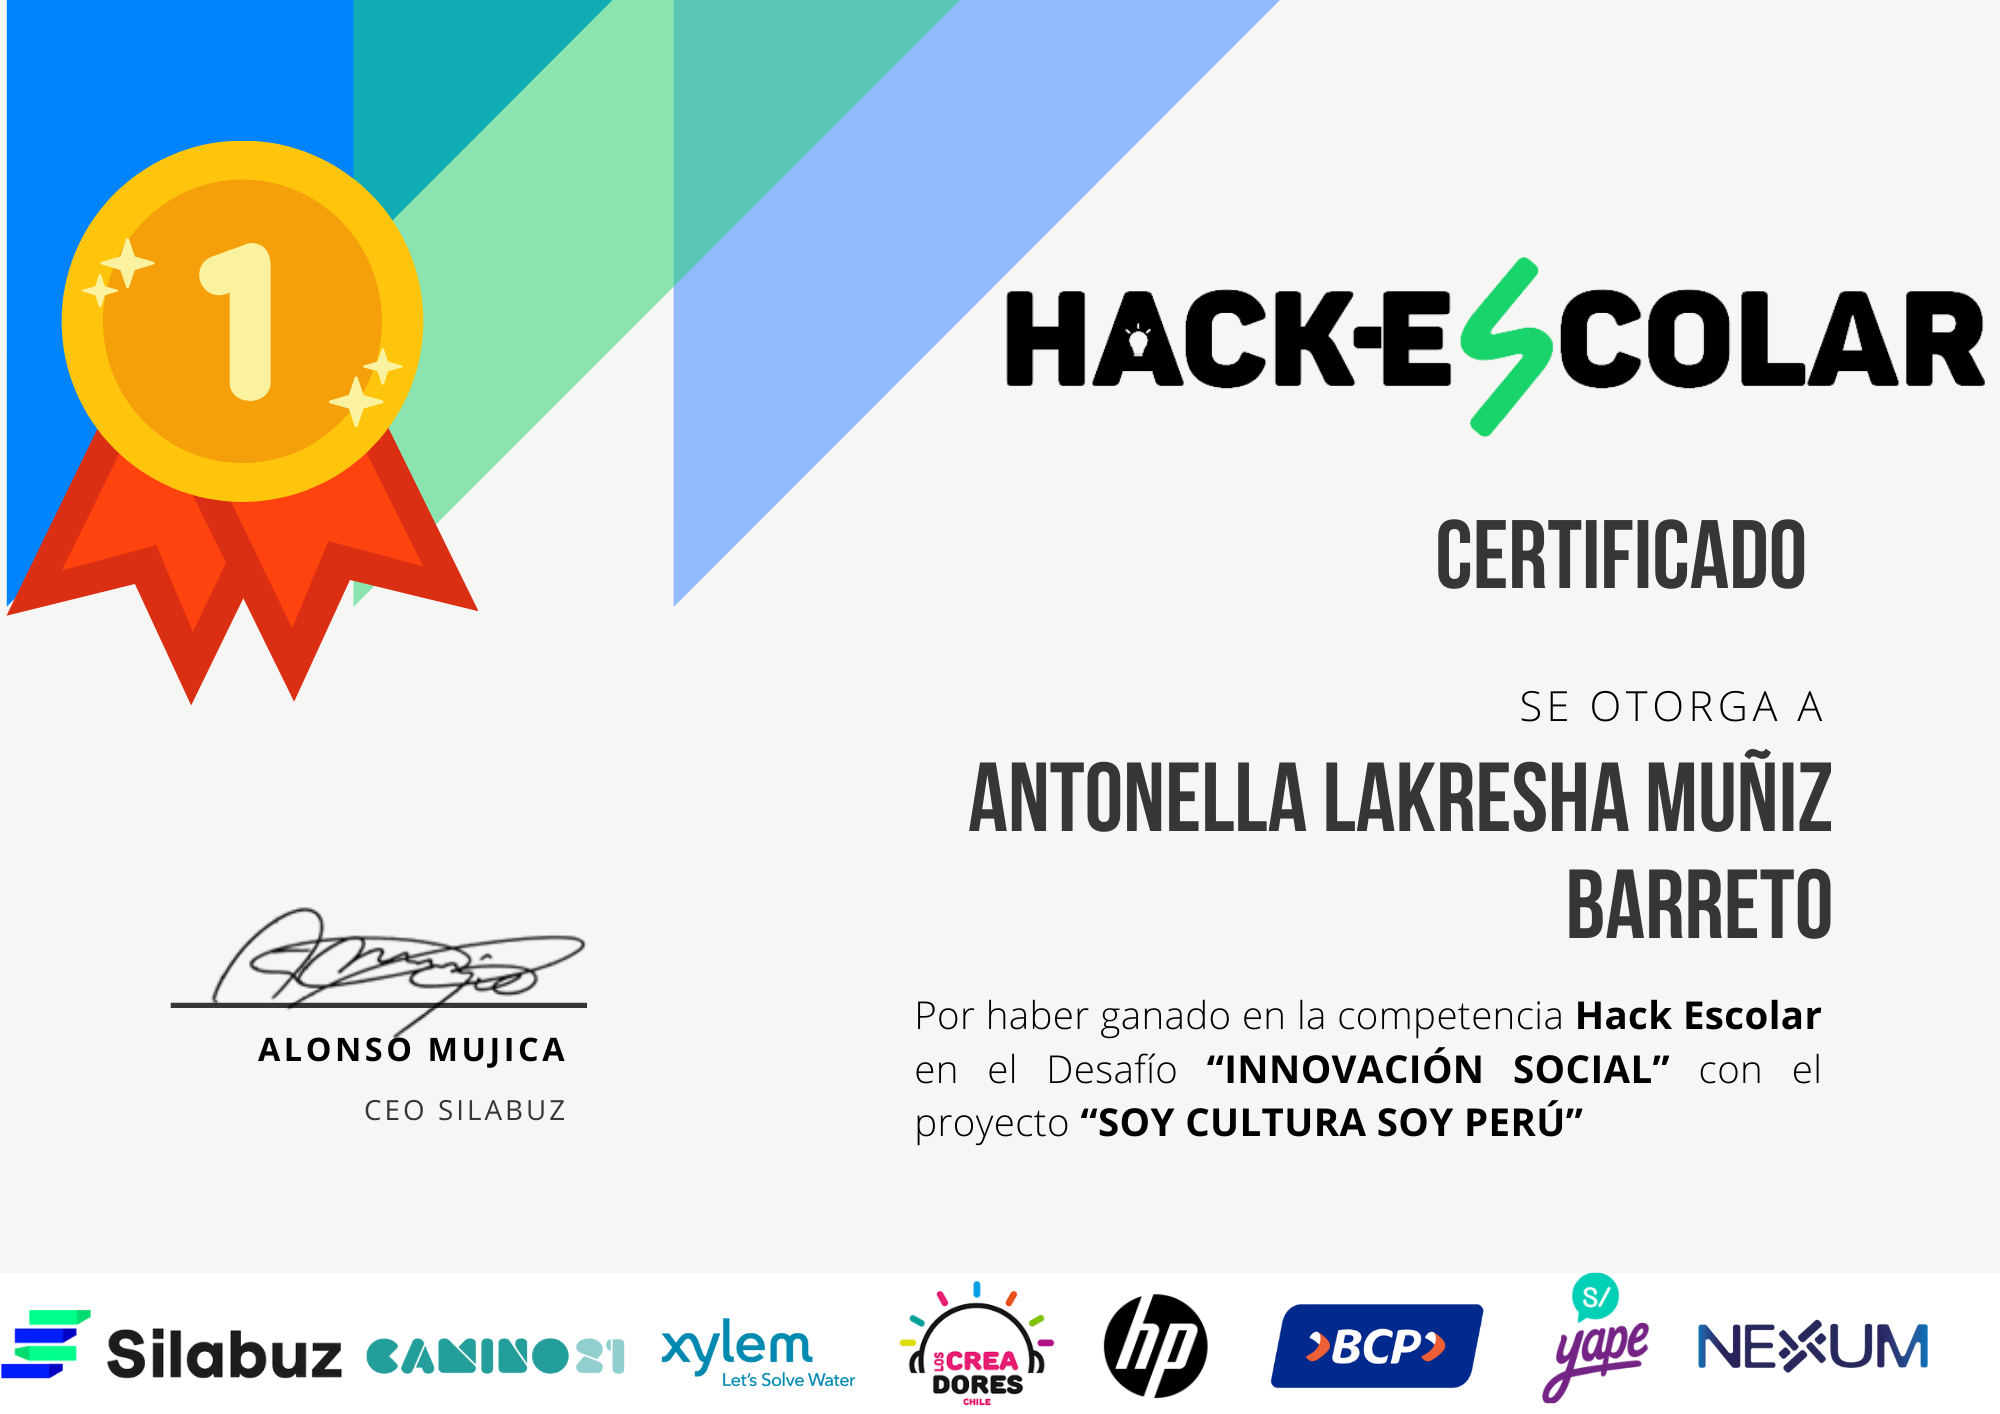 1
HACK-ESCOLAR
CERTIFICADO
SE OTORGA A
ANTONELLA LAKRESHA MUÑIZ
BARRETO
Por haber ganado en la competencia Hack Escolar
en el Desafío “INNOVACIÓN SOCIAL” con el
proyecto “SOY CULTURA SOY PERÚ”
ALONSO MUJICA
CEO SILABUZ
Silabuz
CAMINO21
xylem
Let's Solve Water
LOS CREA
DORES
CHILE
hp
BCP
S/
yape
NEXUM